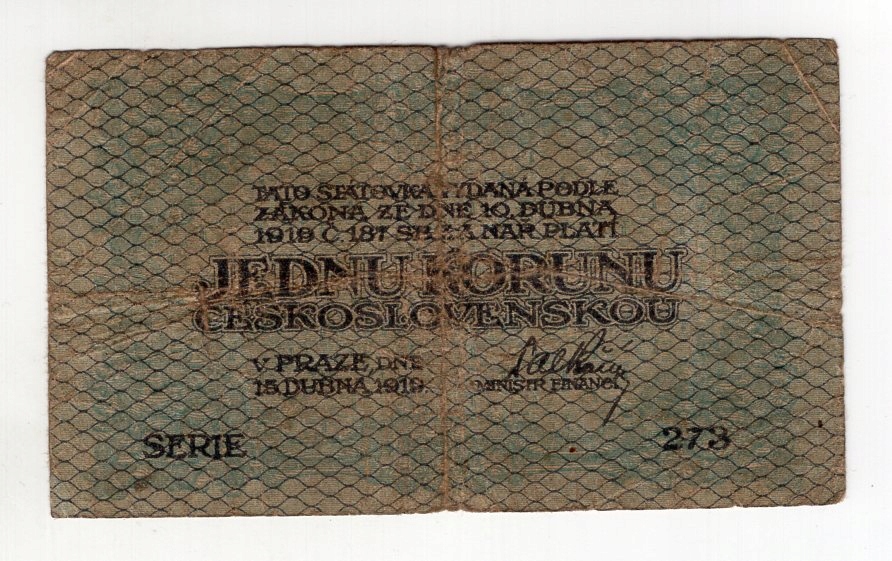 TATO STÁTOVKA VYDANÁ PODLE
ZÁKONA ZE DNE 10. DUBNA
1919 Č. 187 SB. Z. A NAŘ. PLATÍ
JEDNU KORUNU
ČESKOSLOVENSKOU
V PRAZE, DNE
15. DUBNA 1919.
MINISTR FINANCÍ
SERIE 273